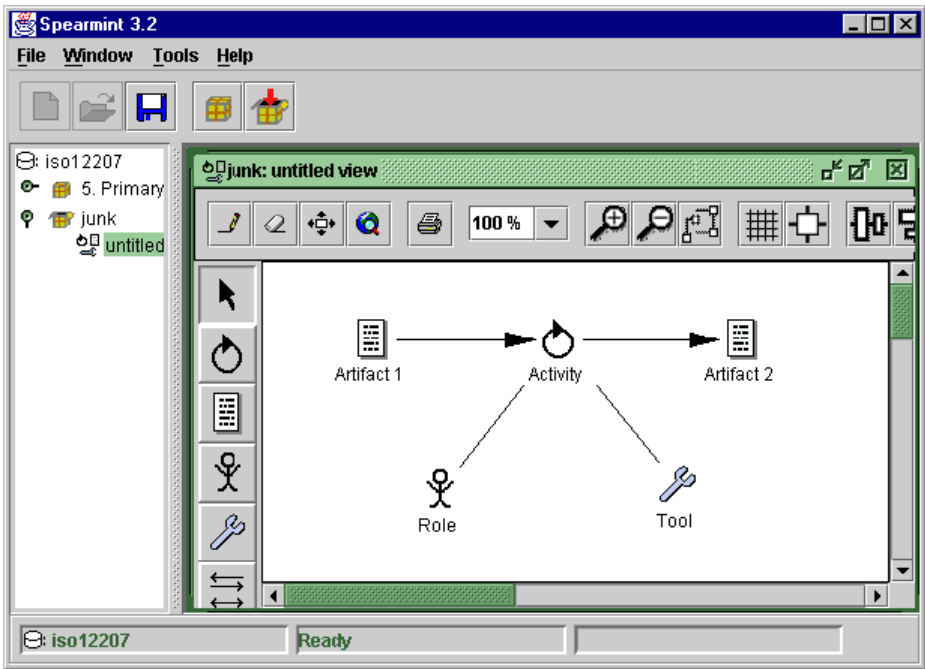 Spearmint 3.2
File Window Tools Help
iso12207
5. Primary
junk
untitled
junk: untitled view
100 %
Artifact 1
Activity
Artifact 2
Role
Tool
iso12207
Ready